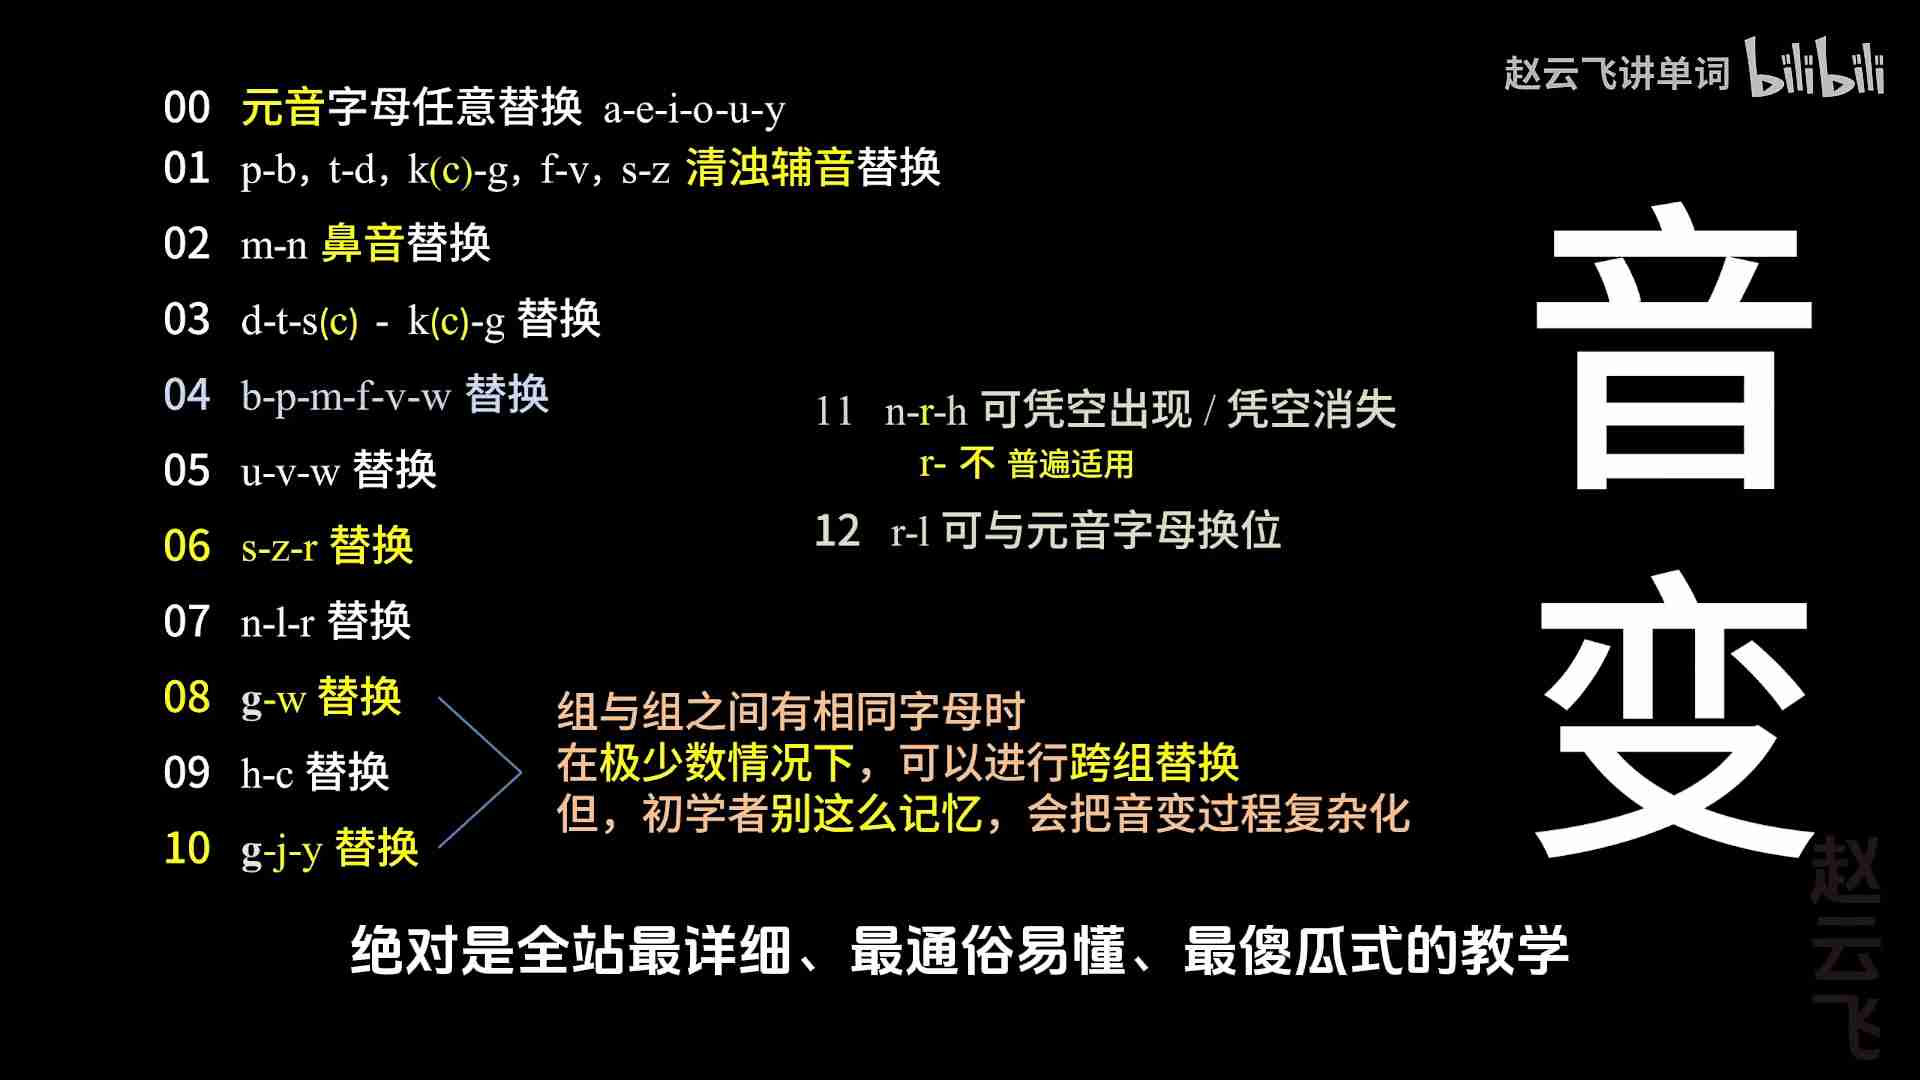 赵云飞讲单词 bilibili
00 元音字母任意替换 a-e-i-o-u-y
01 p-b, t-d, k(c)-g, f-v, s-z 清浊辅音替换
02 m-n 鼻音替换
03 d-t-s(c) - k(c)-g 替换
04 b-p-m-f-v-w 替换
05 u-v-w 替换
06 s-z-r 替换
07 n-l-r 替换
08 g-w 替换
09 h-c 替换
10 g-j-y 替换
11 n-r-h 可凭空出现 / 凭空消失
r- 不 普遍适用
12 r-l 可与元音字母换位
组与组之间有相同字母时
在极少数情况下，可以进行跨组替换
但，初学者别这么记忆，会把音变过程复杂化
音
变
绝对是全站最详细、最通俗易懂、最傻瓜式的教学
赵
云
飞